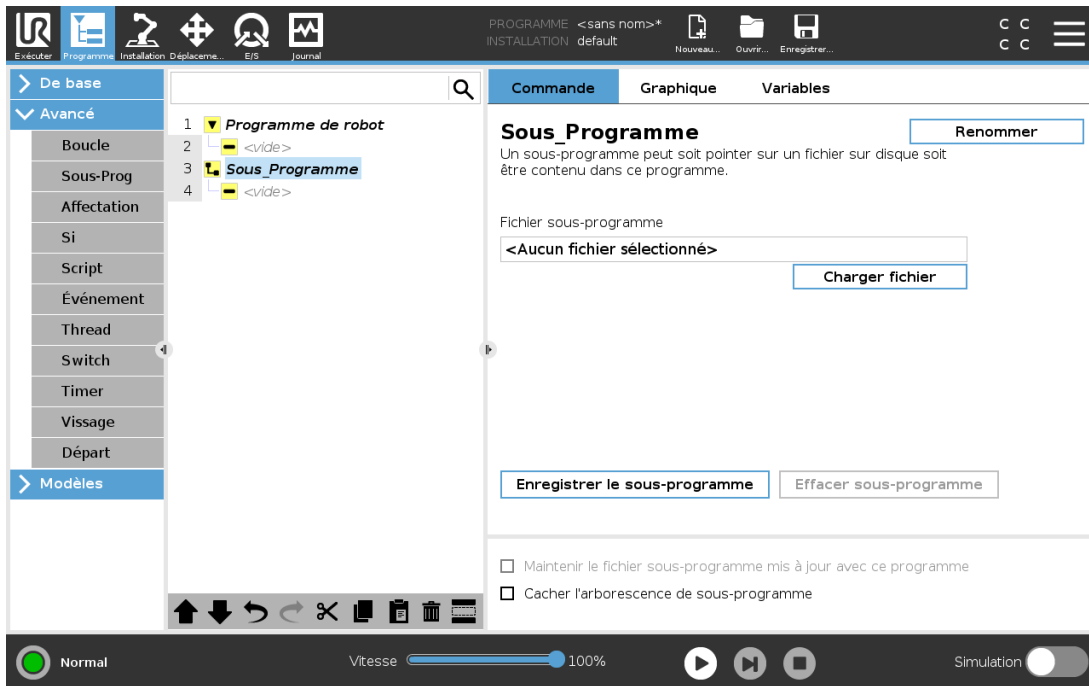 UR
PROGRAMME <sans nom>*
INSTALLATION default
Exécuter
Programme
Installation
Déplaceme...
E/S
Journal
Nouveau...
Ouvrir...
Enregistrer...
C C
C C
De base
Avancé
Boucle
Sous-Prog
Affectation
Si
Script
Événement
Thread
Switch
Timer
Vissage
Départ
Modèles
1 Programme de robot
2 <vide>
3 Sous_Programme
4 <vide>
Commande
Graphique
Variables
Sous_Programme
Renommer
Un sous-programme peut soit pointer sur un fichier sur disque soit
être contenu dans ce programme.
Fichier sous-programme
<Aucun fichier sélectionné>
Charger fichier
Enregistrer le sous-programme
Effacer sous-programme
Maintenir le fichier sous-programme mis à jour avec ce programme
Cacher l'arborescence de sous-programme
Normal
Vitesse
100%
Simulation